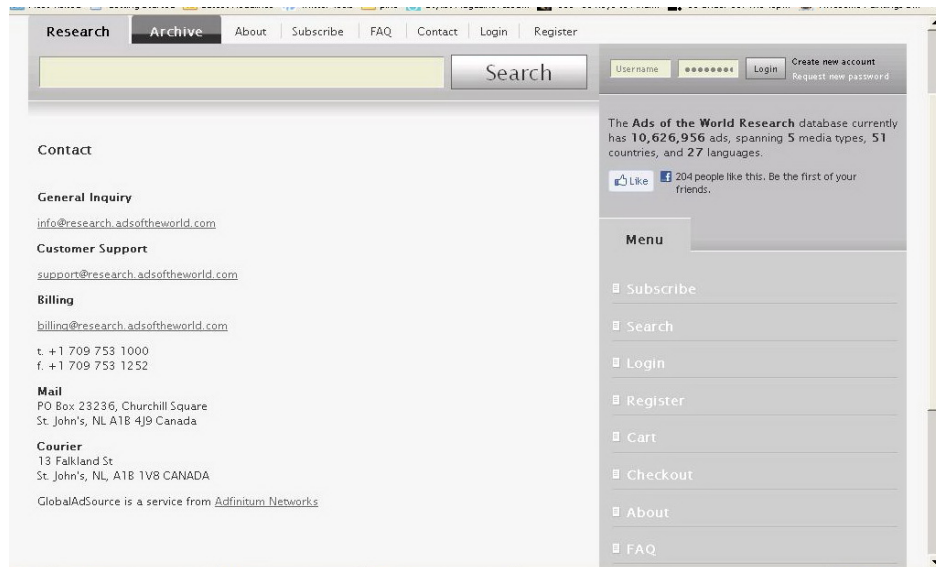 Research
Archive
About
Subscribe
FAQ
Contact
Login
Register
Search
Username
Login
Create new account
Request new password
The Ads of the World Research database currently
has 10,626,956 ads, spanning 5 media types, 51
countries, and 27 languages.
Like
204 people like this. Be the first of your
friends.
Contact
General Inquiry
info@research.adsoftheworld.com
Customer Support
support@research.adsoftheworld.com
Billing
billing@research.adsoftheworld.com
t. +1 709 753 1000
f. +1 709 753 1252
Mail
PO Box 23236, Churchill Square
St. John's, NL A1B 4J9 Canada
Courier
13 Falkland St
St. John's, NL, A1B 1V8 CANADA
GlobalAdSource is a service from Adfinitum Networks
Menu
Subscribe
Search
Login
Register
Cart
Checkout
About
FAQ